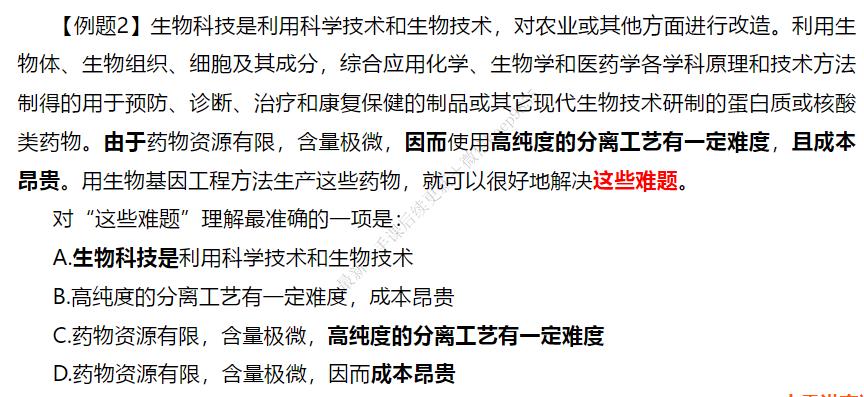 【例题2】生物科技是利用科学技术和生物技术，对农业或其他方面进行改造。利用生
物体、生物组织、细胞及其成分，综合应用化学、生物学和医药学各学科原理和技术方法
制得的用于预防、诊断、治疗和康复保健的制品或其它现代生物技术研制的蛋白质或核酸
类药物。由于药物资源有限，含量极微，因而使用高纯度的分离工艺有一定难度，且成本
昂贵。用生物基因工程方法生产这些药物，就可以很好地解决这些难题。
对“这些难题”理解最准确的一项是：
A.生物科技是利用科学技术和生物技术
B.高纯度的分离工艺有一定难度，成本昂贵
C.药物资源有限，含量极微，高纯度的分离工艺有一定难度
D.药物资源有限，含量极微，因而成本昂贵